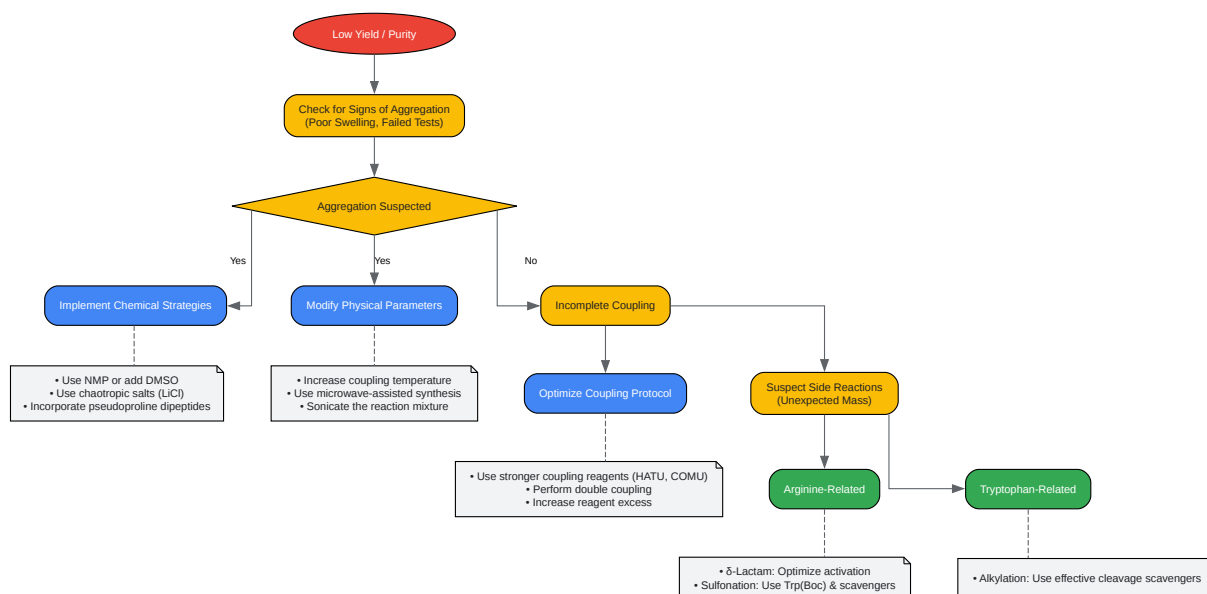 Low Yield / Purity
Check for Signs of Aggregation
(Poor Swelling, Failed Tests)
Aggregation Suspected
Yes
Yes
No
Implement Chemical Strategies
Modify Physical Parameters
Incomplete Coupling
• Use NMP or add DMSO
• Use chaotropic salts (LiCl)
• Incorporate pseudoproline dipeptides
• Increase coupling temperature
• Use microwave-assisted synthesis
• Sonicate the reaction mixture
Optimize Coupling Protocol
Suspect Side Reactions
(Unexpected Mass)
• Use stronger coupling reagents (HATU, COMU)
• Perform double coupling
• Increase reagent excess
Arginine-Related
Tryptophan-Related
• δ-Lactam: Optimize activation
• Sulfonation: Use Trp(Boc) & scavengers
• Alkylation: Use effective cleavage scavengers